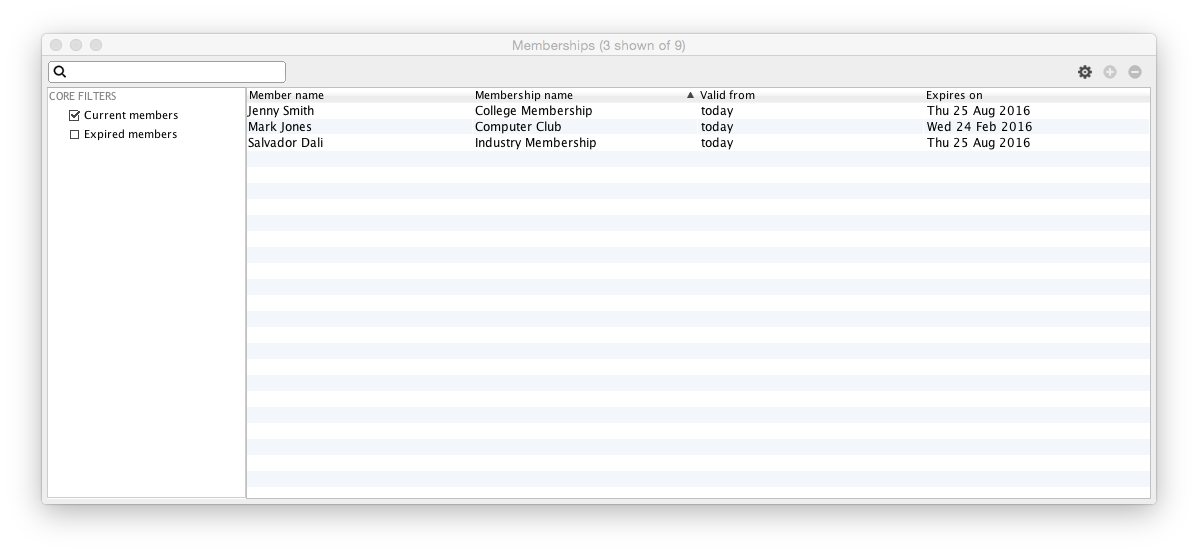 Memberships (3 shown of 9)
CORE FILTERS
Current members
Expired members
Member name Membership name Valid from Expires on
Jenny Smith College Membership today Thu 25 Aug 2016
Mark Jones Computer Club today Wed 24 Feb 2016
Salvador Dali Industry Membership today Thu 25 Aug 2016